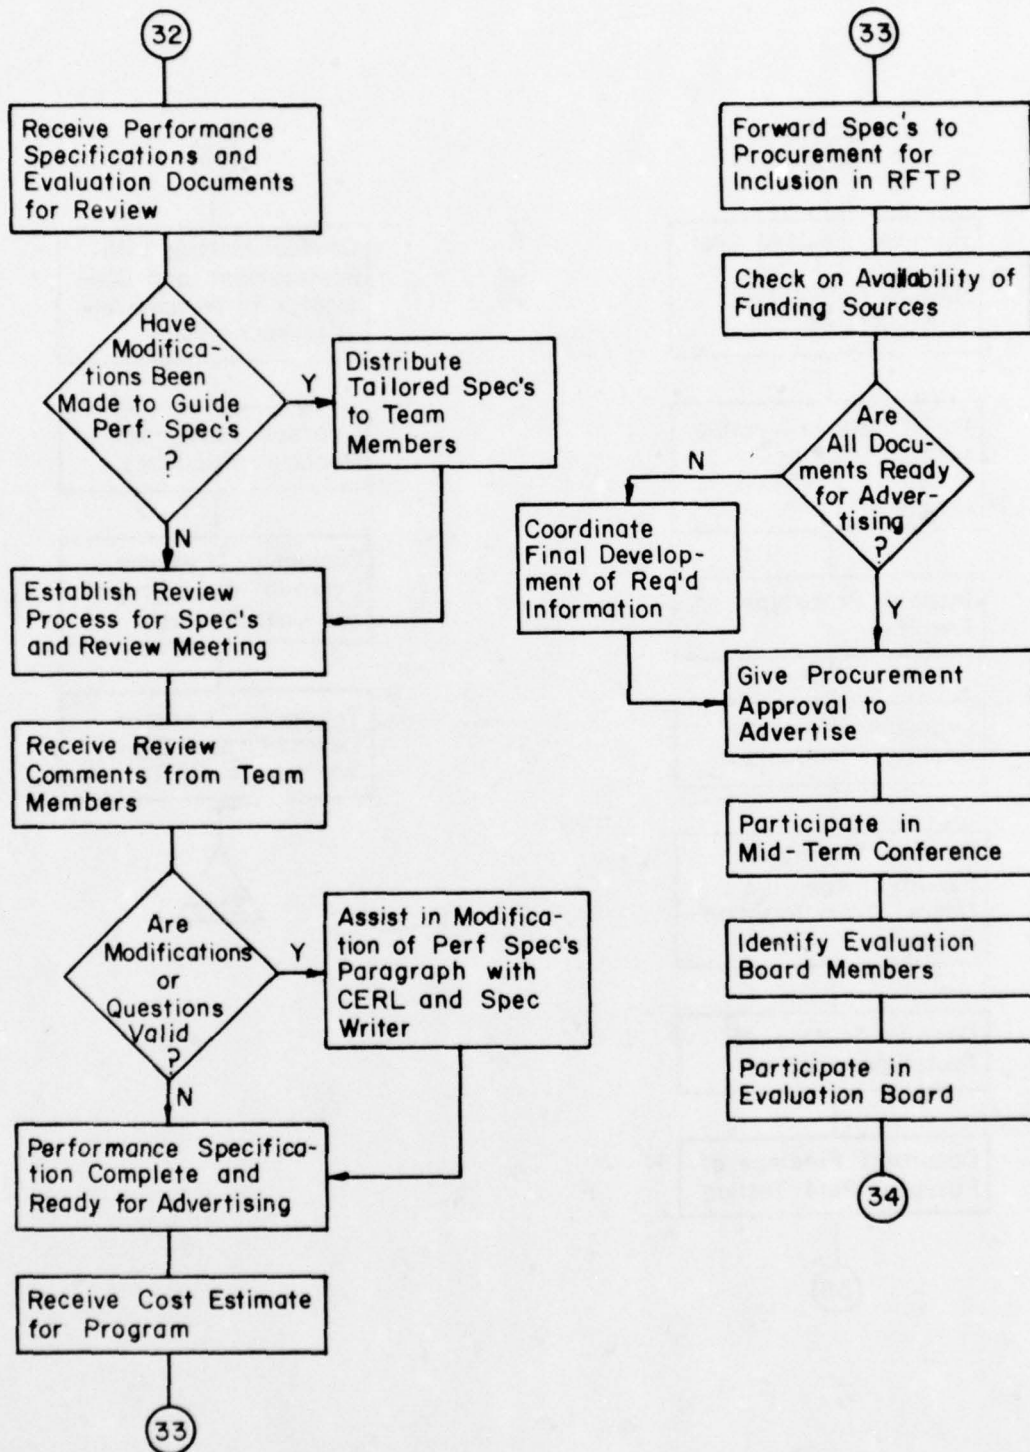 32
Receive Performance
Specifications and
Evaluation Documents
for Review
Have
Modifica-
tions Been
Made to Guide
Perf. Spec's
?
Y
Distribute
Tailored Spec's
to Team
Members
N
Establish Review
Process for Spec's
and Review Meeting
Receive Review
Comments from Team
Members
Are
Modifications
or
Questions
Valid
?
Y
Assist in Modifica-
tion of Perf Spec's
Paragraph with
CERL and Spec
Writer
N
Performance Specifica-
tion Complete and
Ready for Advertising
Receive Cost Estimate
for Program
33
33
Forward Spec's to
Procurement for
Inclusion in RFTP
Check on Availability of
Funding Sources
Are
All Docu-
ments Ready
for Adver-
tising
?
N
Coordinate
Final Develop-
ment of Req'd
Information
Y
Give Procurement
Approval to
Advertise
Participate in
Mid-Term Conference
Identify Evaluation
Board Members
Participate in
Evaluation Board
34